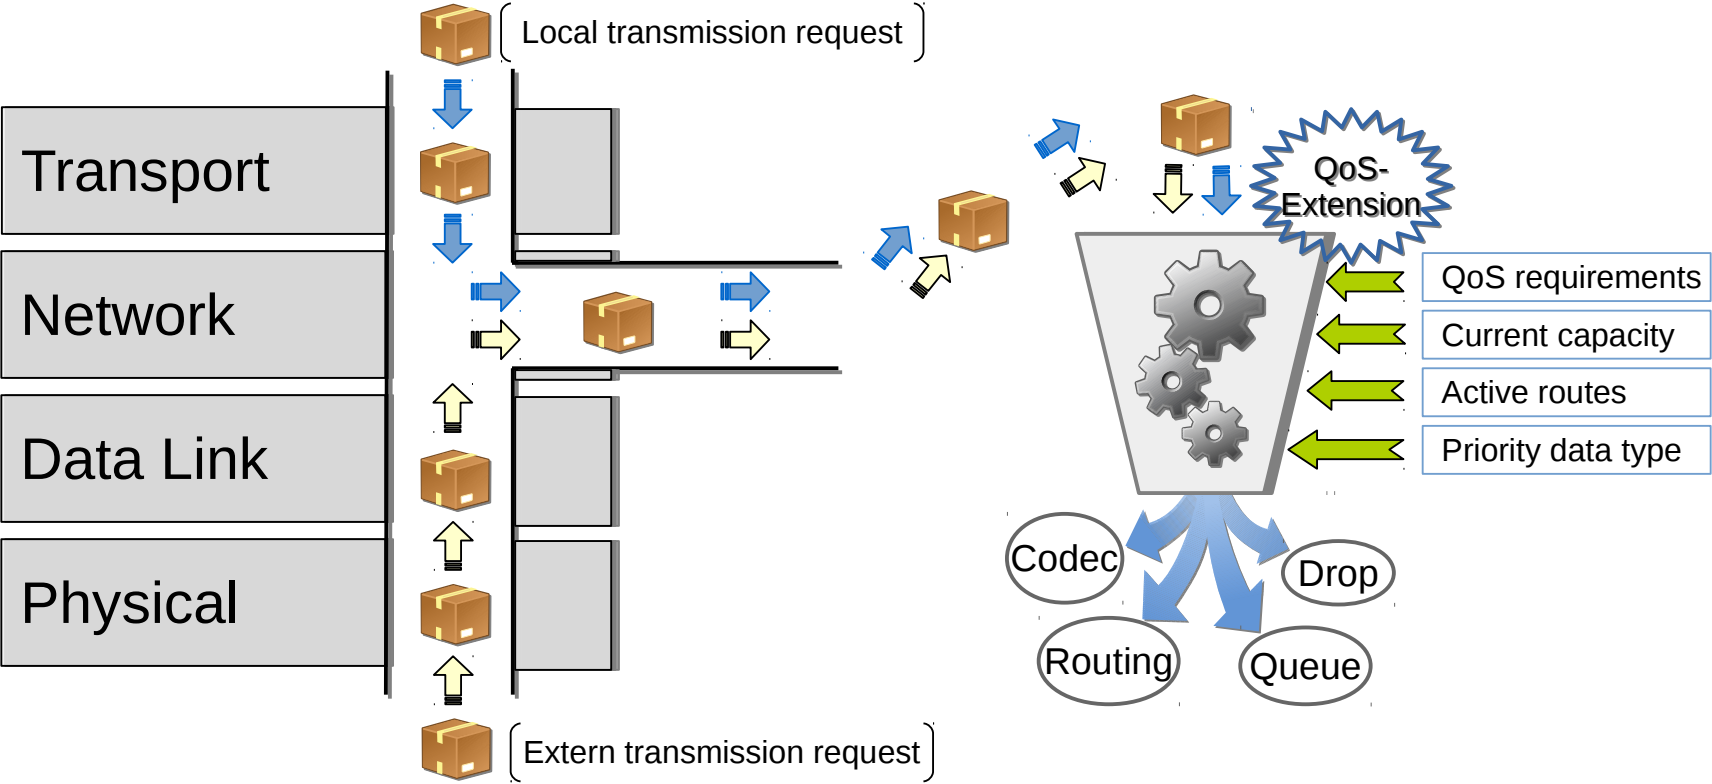 Local transmission request
Transport
Network
Data Link
Physical
Extern transmission request
QoS-
Extension
QoS requirements
Current capacity
Active routes
Priority data type
Codec
Drop
Routing
Queue